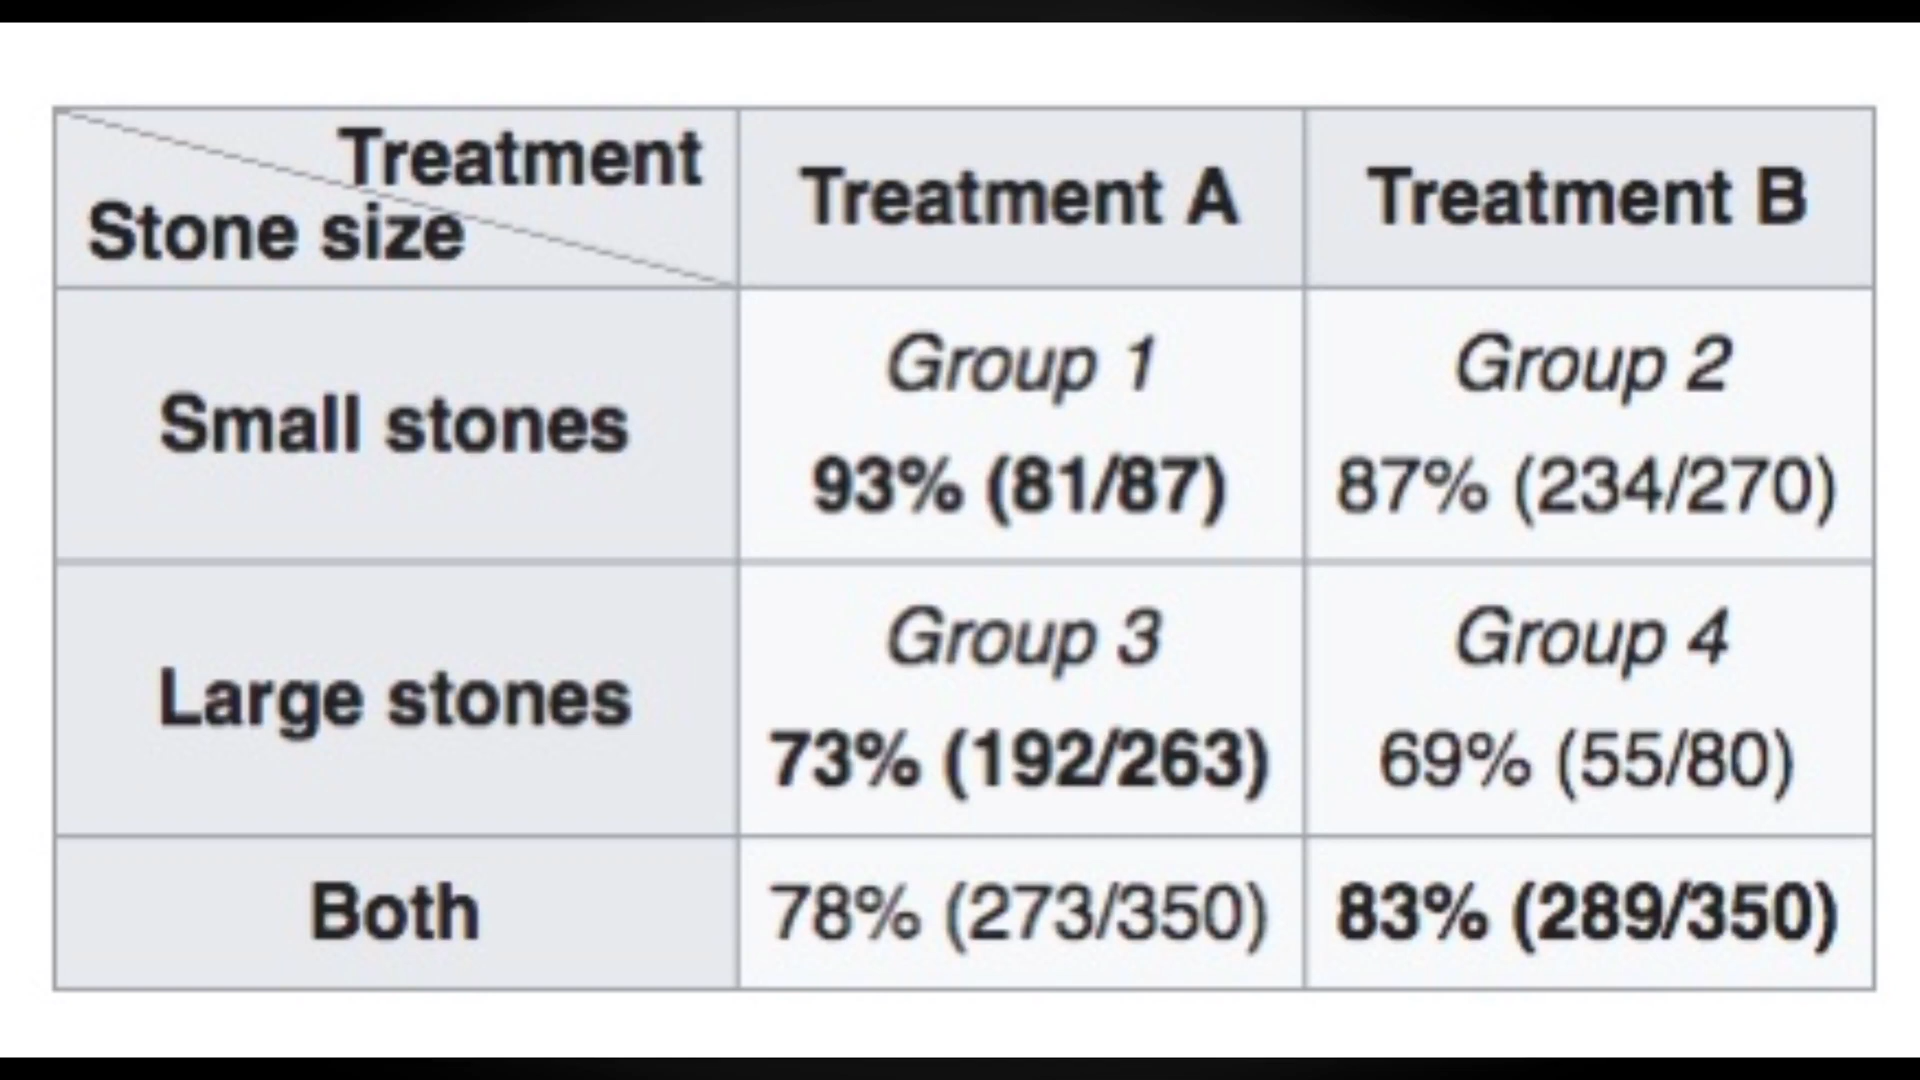 Treatment
Stone size
Treatment A
Treatment B
Small stones
Group 1
93% (81/87)
Group 2
87% (234/270)
Large stones
Group 3
73% (192/263)
Group 4
69% (55/80)
Both
78% (273/350)
83% (289/350)